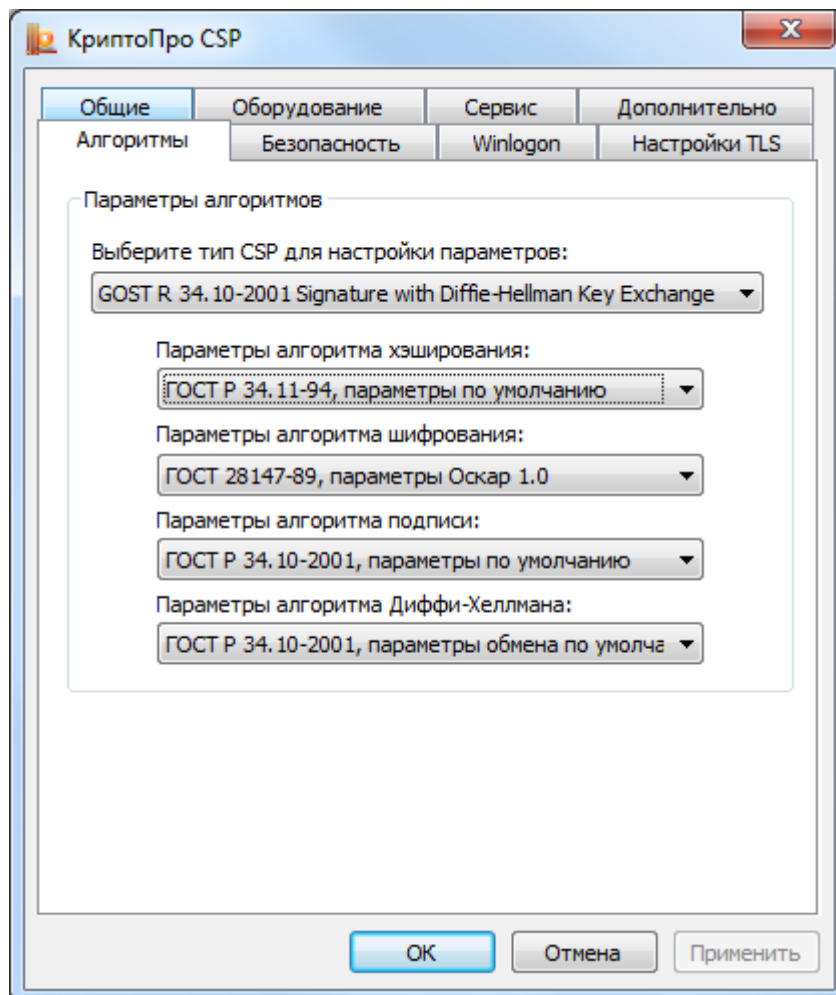 КриптоПро CSP
Общие
Оборудование
Сервис
Дополнительно
Алгоритмы
Безопасность
Winlogon
Настройки TLS
Параметры алгоритмов
Выберите тип CSP для настройки параметров:
GOST R 34.10-2001 Signature with Diffie-Hellman Key Exchange
Параметры алгоритма хэширования:
ГОСТ Р 34.11-94, параметры по умолчанию
Параметры алгоритма шифрования:
ГОСТ 28147-89, параметры Оскар 1.0
Параметры алгоритма подписи:
ГОСТ Р 34.10-2001, параметры по умолчанию
Параметры алгоритма Диффи-Хеллмана:
ГОСТ Р 34.10-2001, параметры обмена по умолча
ОК
Отмена
Применить